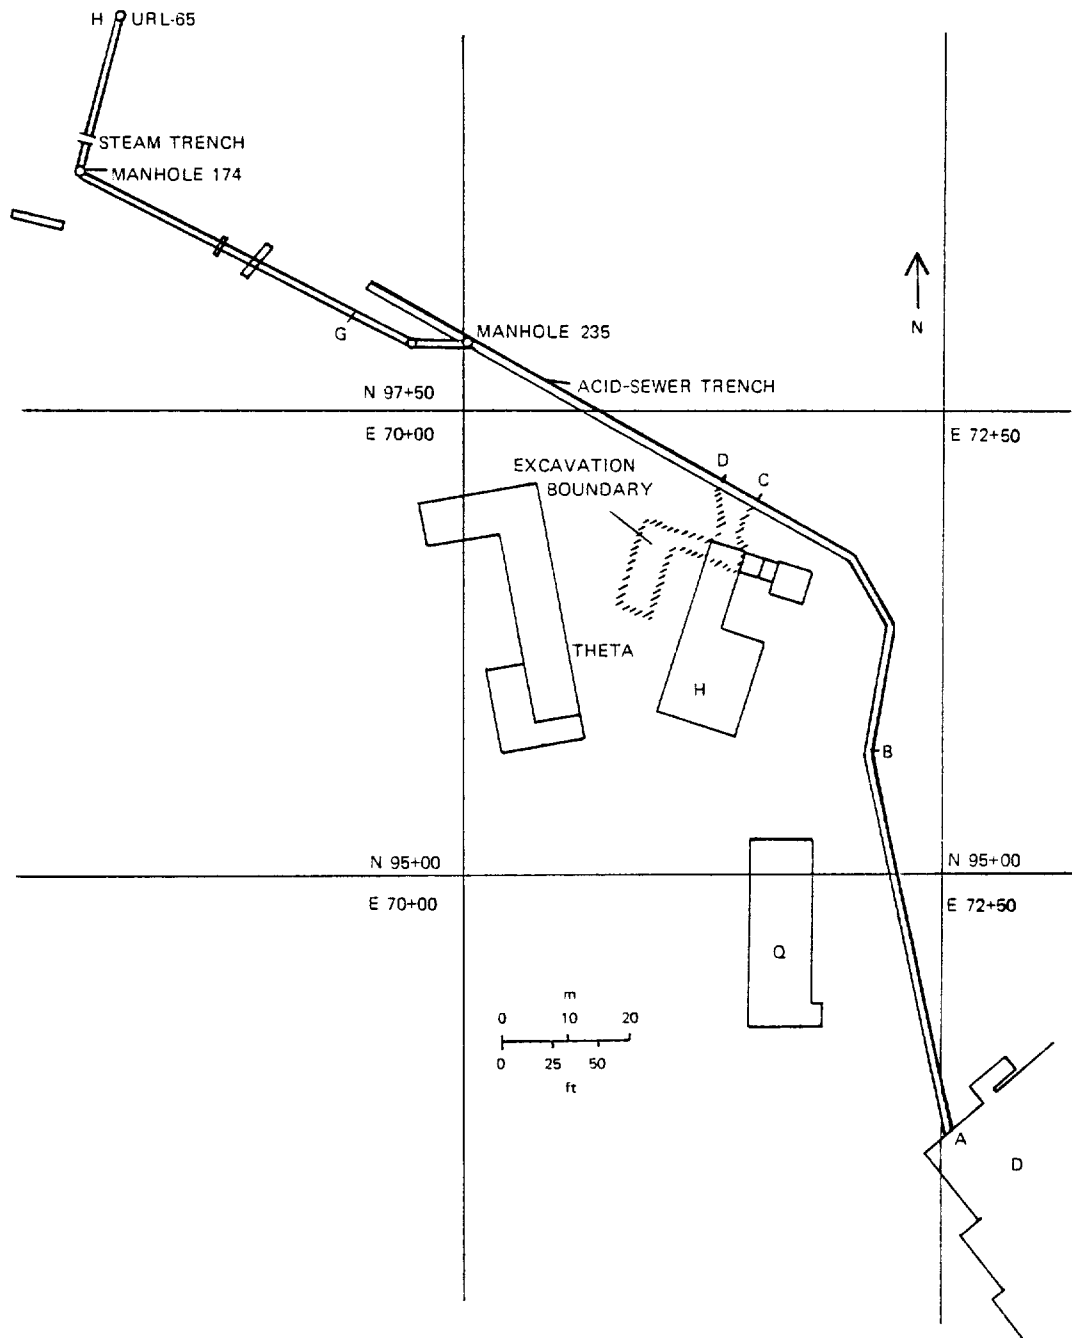 H URL-65
STEAM TRENCH
MANHOLE 174
N
G
MANHOLE 235
ACID-SEWER TRENCH
N 97+50
E 70+00
E 72+50
D
C
EXCAVATION
BOUNDARY
THETA
H
B
N 95+00
N 95+00
E 70+00
E 72+50
Q
m
0 10 20
0 25 50
ft
A
D